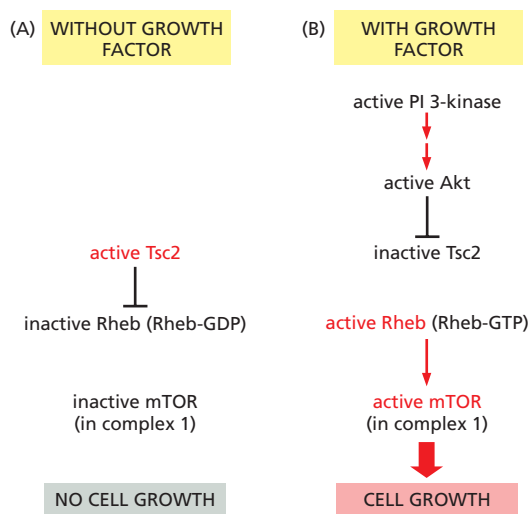 (A) WITHOUT GROWTH
FACTOR
active Tsc2
inactive Rheb (Rheb-GDP)
inactive mTOR
(in complex 1)
NO CELL GROWTH
(B) WITH GROWTH
FACTOR
active PI 3-kinase
active Akt
inactive Tsc2
active Rheb (Rheb-GTP)
active mTOR
(in complex 1)
CELL GROWTH